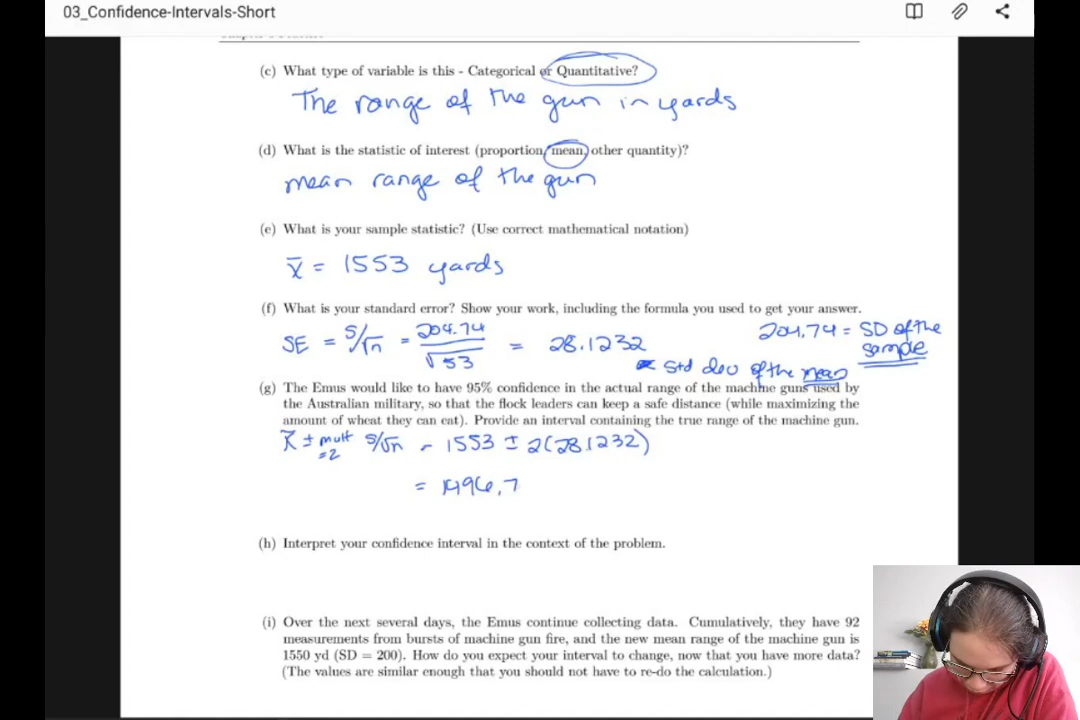 03_Confidence-Intervals-Short
(c) What type of variable is this - Categorical or Quantitative?
The range of the gun in yards
(d) What is the statistic of interest (proportion, mean, other quantity)?
mean range of the gun
(e) What is your sample statistic? (Use correct mathematical notation)
x̄ = 1553 yards
(f) What is your standard error? Show your work, including the formula you used to get your answer.
SE = s/√n = 204.74/√53 = 28.1232
204.74 = SD of the
sample
* std dev of the mean
(g) The Emus would like to have 95% confidence in the actual range of the machine guns used by
the Australian military, so that the flock leaders can keep a safe distance (while maximizing the
amount of wheat they can eat). Provide an interval containing the true range of the machine gun.
x̄ ± mult s/√n = 1553 ± 2(28.1232)
=2
= 1496.7
(h) Interpret your confidence interval in the context of the problem.
(i) Over the next several days, the Emus continue collecting data. Cumulatively, they have 92
measurements from bursts of machine gun fire, and the new mean range of the machine gun is
1550 yd (SD = 200). How do you expect your interval to change, now that you have more data?
(The values are similar enough that you should not have to re-do the calculation.)